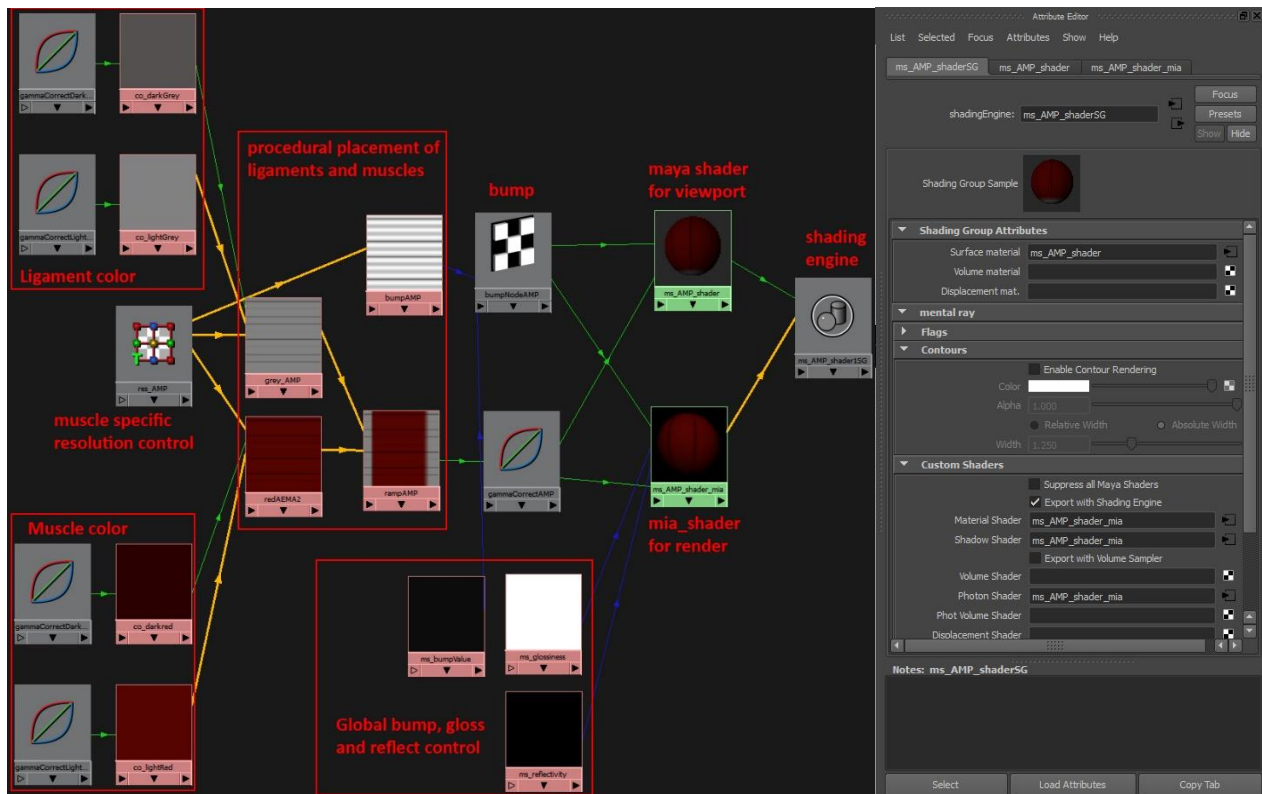 gammaCorrectDark...
co_darkGrey
gammaCorrectLight...
co_lightGrey
Ligament color
procedural placement of
ligaments and muscles
bump
maya shader
for viewport
shading
engine
bumpAMP
bumpNodeAMP
ms_AMP_shader
ms_AMP_shader1SG
res_AMP
grey_AMP
muscle specific
resolution control
redAEMA2
rampAMP
gammaCorrectAMP
ms_AMP_shader_mia
mia_shader
for render
Muscle color
gammaCorrectDark...
co_darkred
gammaCorrectLight...
co_lightRed
ms_bumpValue
ms_glossiness
Global bump, gloss
and reflect control
ms_reflectivity
Attribute Editor
List Selected Focus Attributes Show Help
ms_AMP_shaderSG ms_AMP_shader ms_AMP_shader_mia
Focus
shadingEngine: ms_AMP_shaderSG
Presets
Show Hide
Shading Group Sample
Shading Group Attributes
Surface material ms_AMP_shader
Volume material
Displacement mat.
mental ray
Flags
Contours
Enable Contour Rendering
Color
Alpha 1.000
Relative Width Absolute Width
Width 1.250
Custom Shaders
Suppress all Maya Shaders
Export with Shading Engine
Material Shader ms_AMP_shader_mia
Shadow Shader ms_AMP_shader_mia
Export with Volume Sampler
Volume Shader
Photon Shader ms_AMP_shader_mia
Phot Volume Shader
Displacement Shader
Notes: ms_AMP_shaderSG
Select Load Attributes Copy Tab